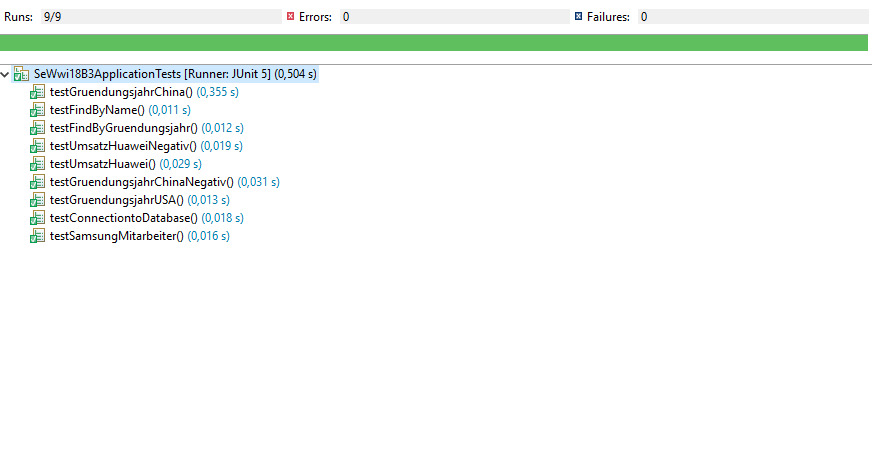 Runs: 9/9 Errors: 0 Failures: 0
SeWwi18B3ApplicationTests [Runner: JUnit 5] (0,504 s)
testGruendungsjahrChina() (0,355 s)
testFindByName() (0,011 s)
testFindByGruendungsjahr() (0,012 s)
testUmsatzHuaweiNegativ() (0,019 s)
testUmsatzHuawei() (0,029 s)
testGruendungsjahrChinaNegativ() (0,031 s)
testGruendungsjahrUSA() (0,013 s)
testConnectiontoDatabase() (0,018 s)
testSamsungMitarbeiter() (0,016 s)